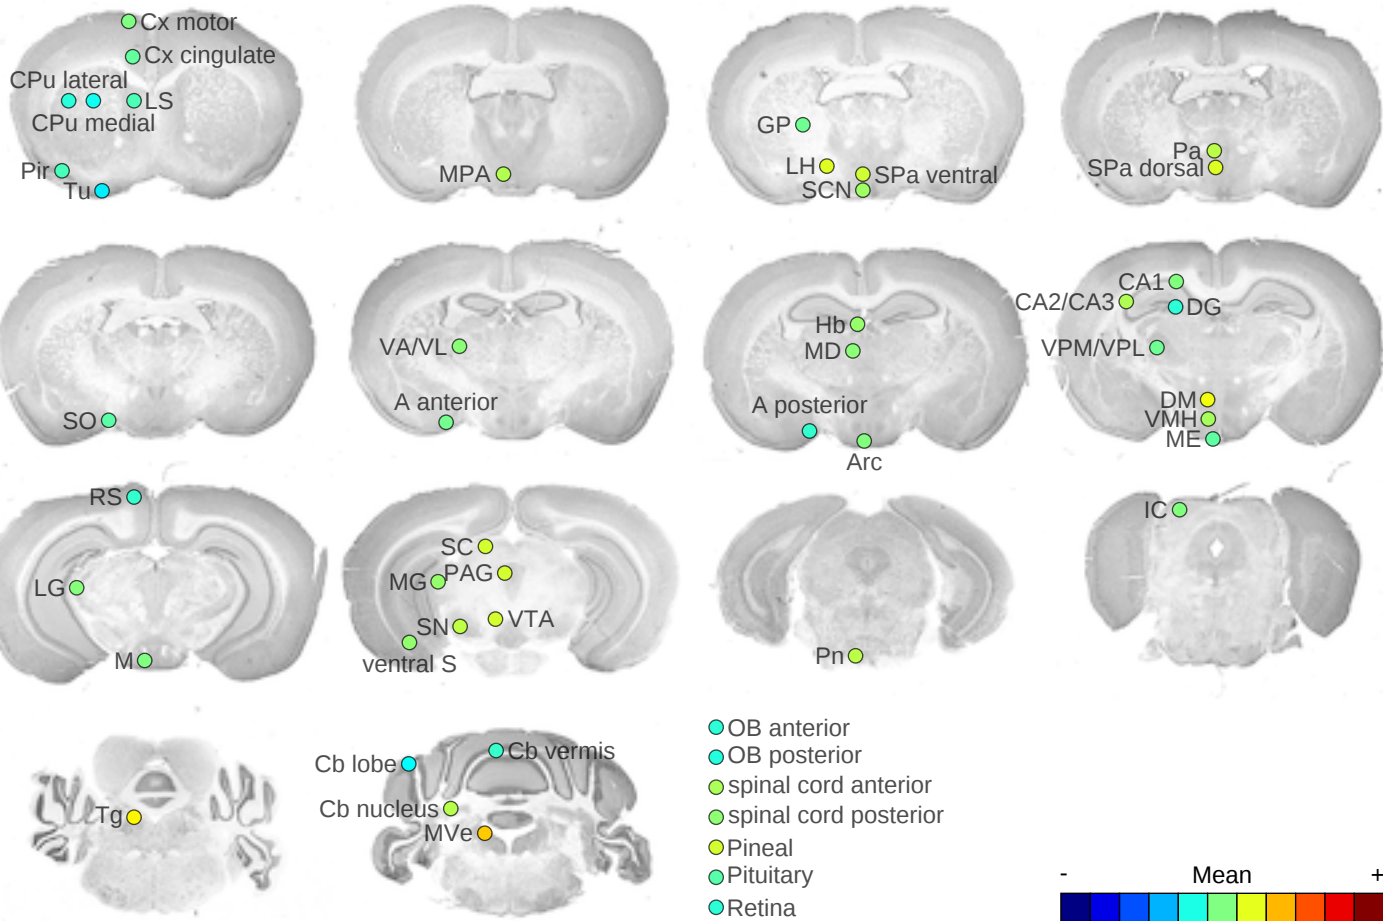 Cx motor
Cx cingulate
CPu lateral
LS
CPu medial
Pir
Tu
MPA
GP
LH
SPa ventral
SCN
Pa
SPa dorsal
SO
VA/VL
A anterior
Hb
MD
A posterior
Arc
CA1
CA2/CA3
DG
VPM/VPL
DM
VMH
ME
RS
LG
M
SC
PAG
MG
VTA
SN
ventral S
Pn
IC
Tg
Cb vermis
Cb lobe
Cb nucleus
MVe
OB anterior
OB posterior
spinal cord anterior
spinal cord posterior
Pineal
Pituitary
Retina
- Mean +